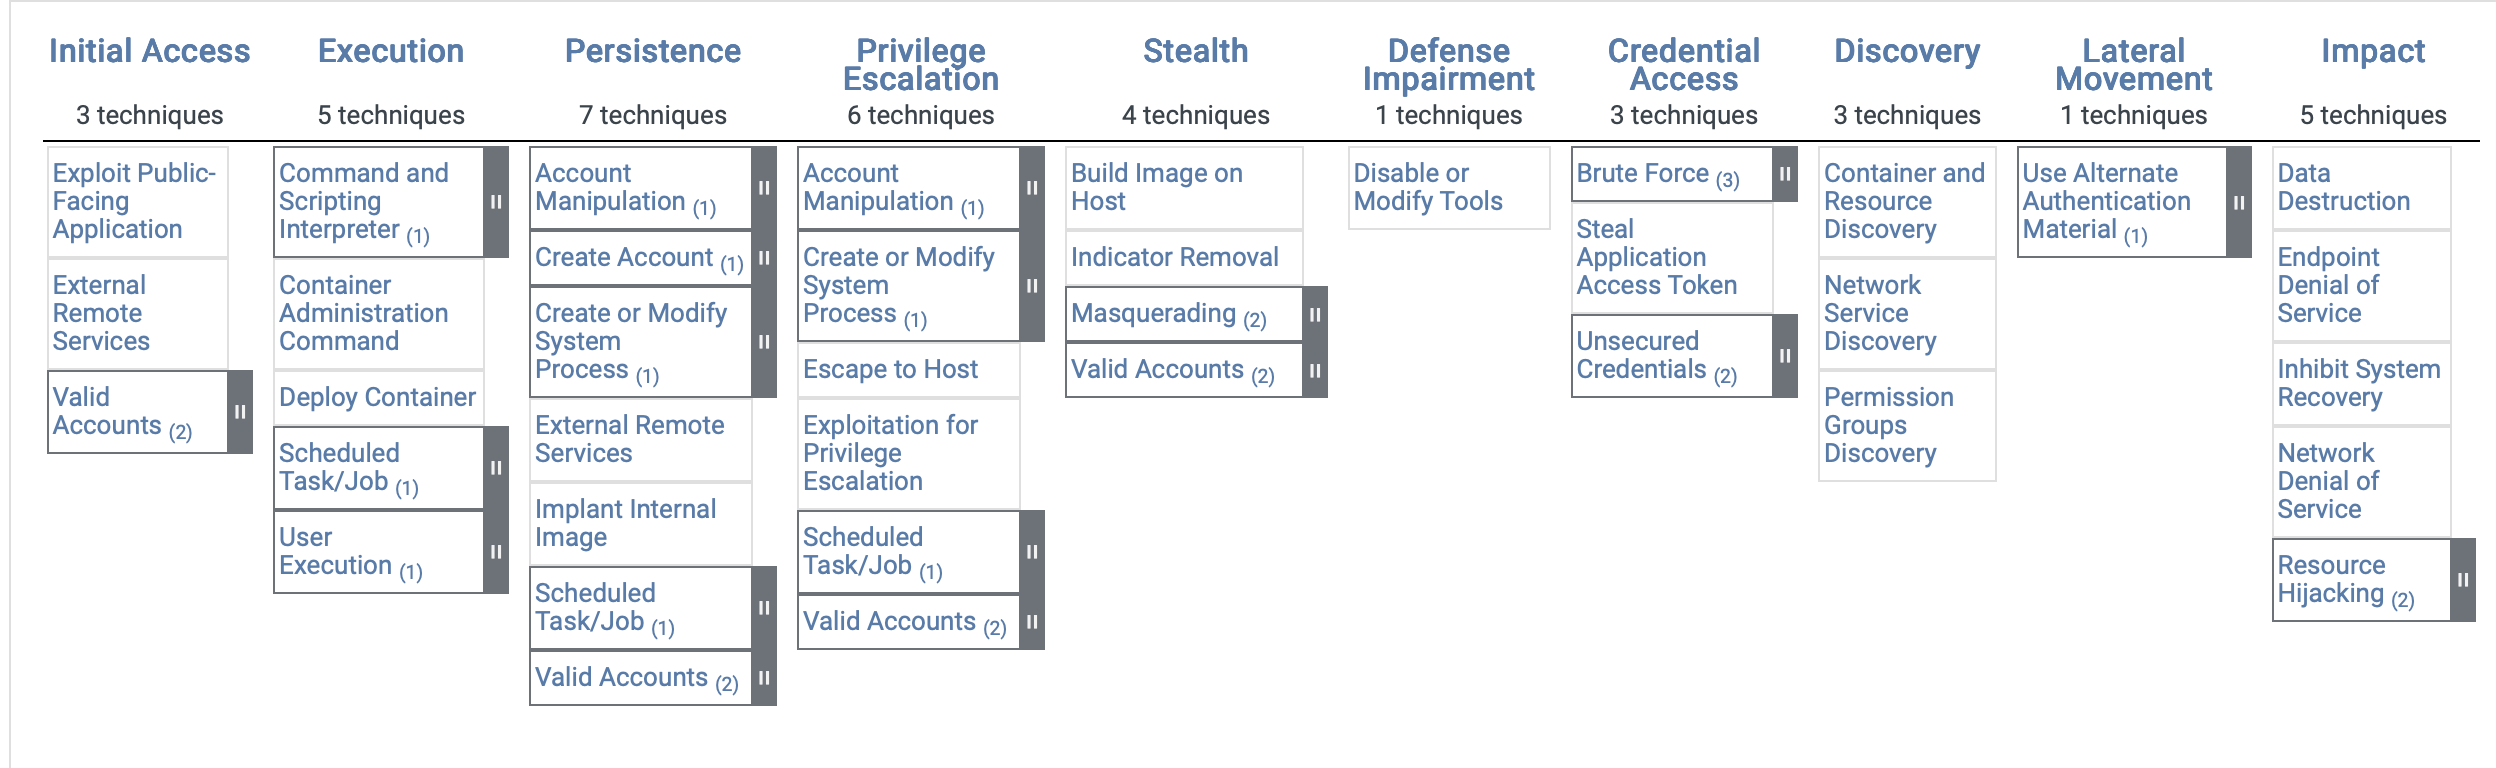 Initial Access
3 techniques
Exploit Public-
Facing
Application
External
Remote
Services
Valid
Accounts (2)
Execution
5 techniques
Command and
Scripting
Interpreter (1)
Container
Administration
Command
Deploy Container
Scheduled
Task/Job (1)
User
Execution (1)
Persistence
7 techniques
Account
Manipulation (1)
Create Account (1)
Create or Modify
System
Process (1)
External Remote
Services
Implant Internal
Image
Scheduled
Task/Job (1)
Valid Accounts (2)
Privilege
Escalation
6 techniques
Account
Manipulation (1)
Create or Modify
System
Process (1)
Escape to Host
Exploitation for
Privilege
Escalation
Scheduled
Task/Job (1)
Valid Accounts (2)
Stealth
4 techniques
Build Image on
Host
Indicator Removal
Masquerading (2)
Valid Accounts (2)
Defense
Impairment
1 techniques
Disable or
Modify Tools
Credential
Access
3 techniques
Brute Force (3)
Steal
Application
Access Token
Unsecured
Credentials (2)
Discovery
3 techniques
Container and
Resource
Discovery
Network
Service
Discovery
Permission
Groups
Discovery
Lateral
Movement
1 techniques
Use Alternate
Authentication
Material (1)
Impact
5 techniques
Data
Destruction
Endpoint
Denial of
Service
Inhibit System
Recovery
Network
Denial of
Service
Resource
Hijacking (2)